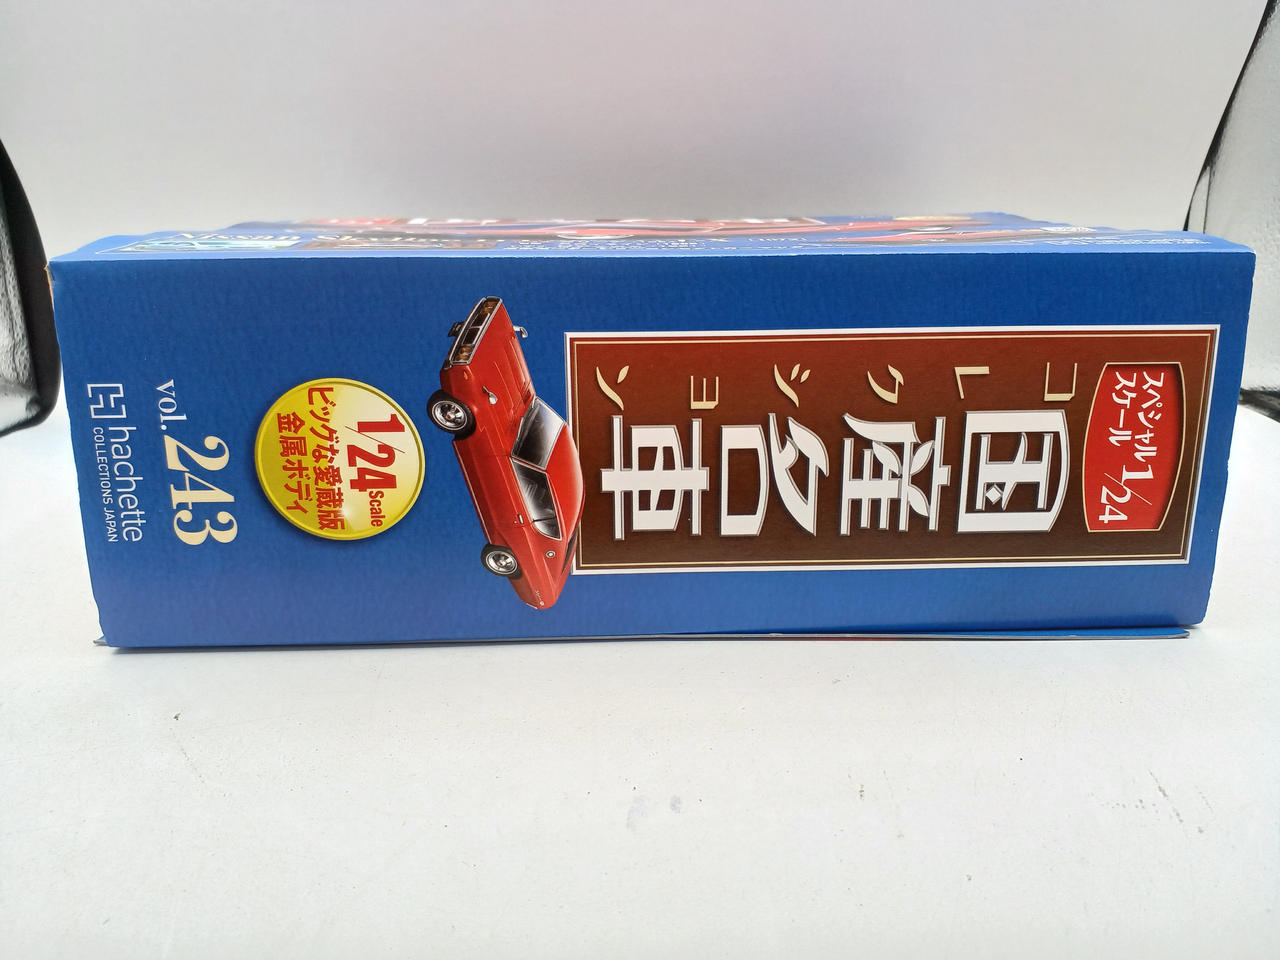 スペシャル
スケール 1/24
国産名車
コレクション
1/24 Scale
ビッグな愛蔵版
金属ボディ
vol. 243
hachette
COLLECTIONS JAPAN